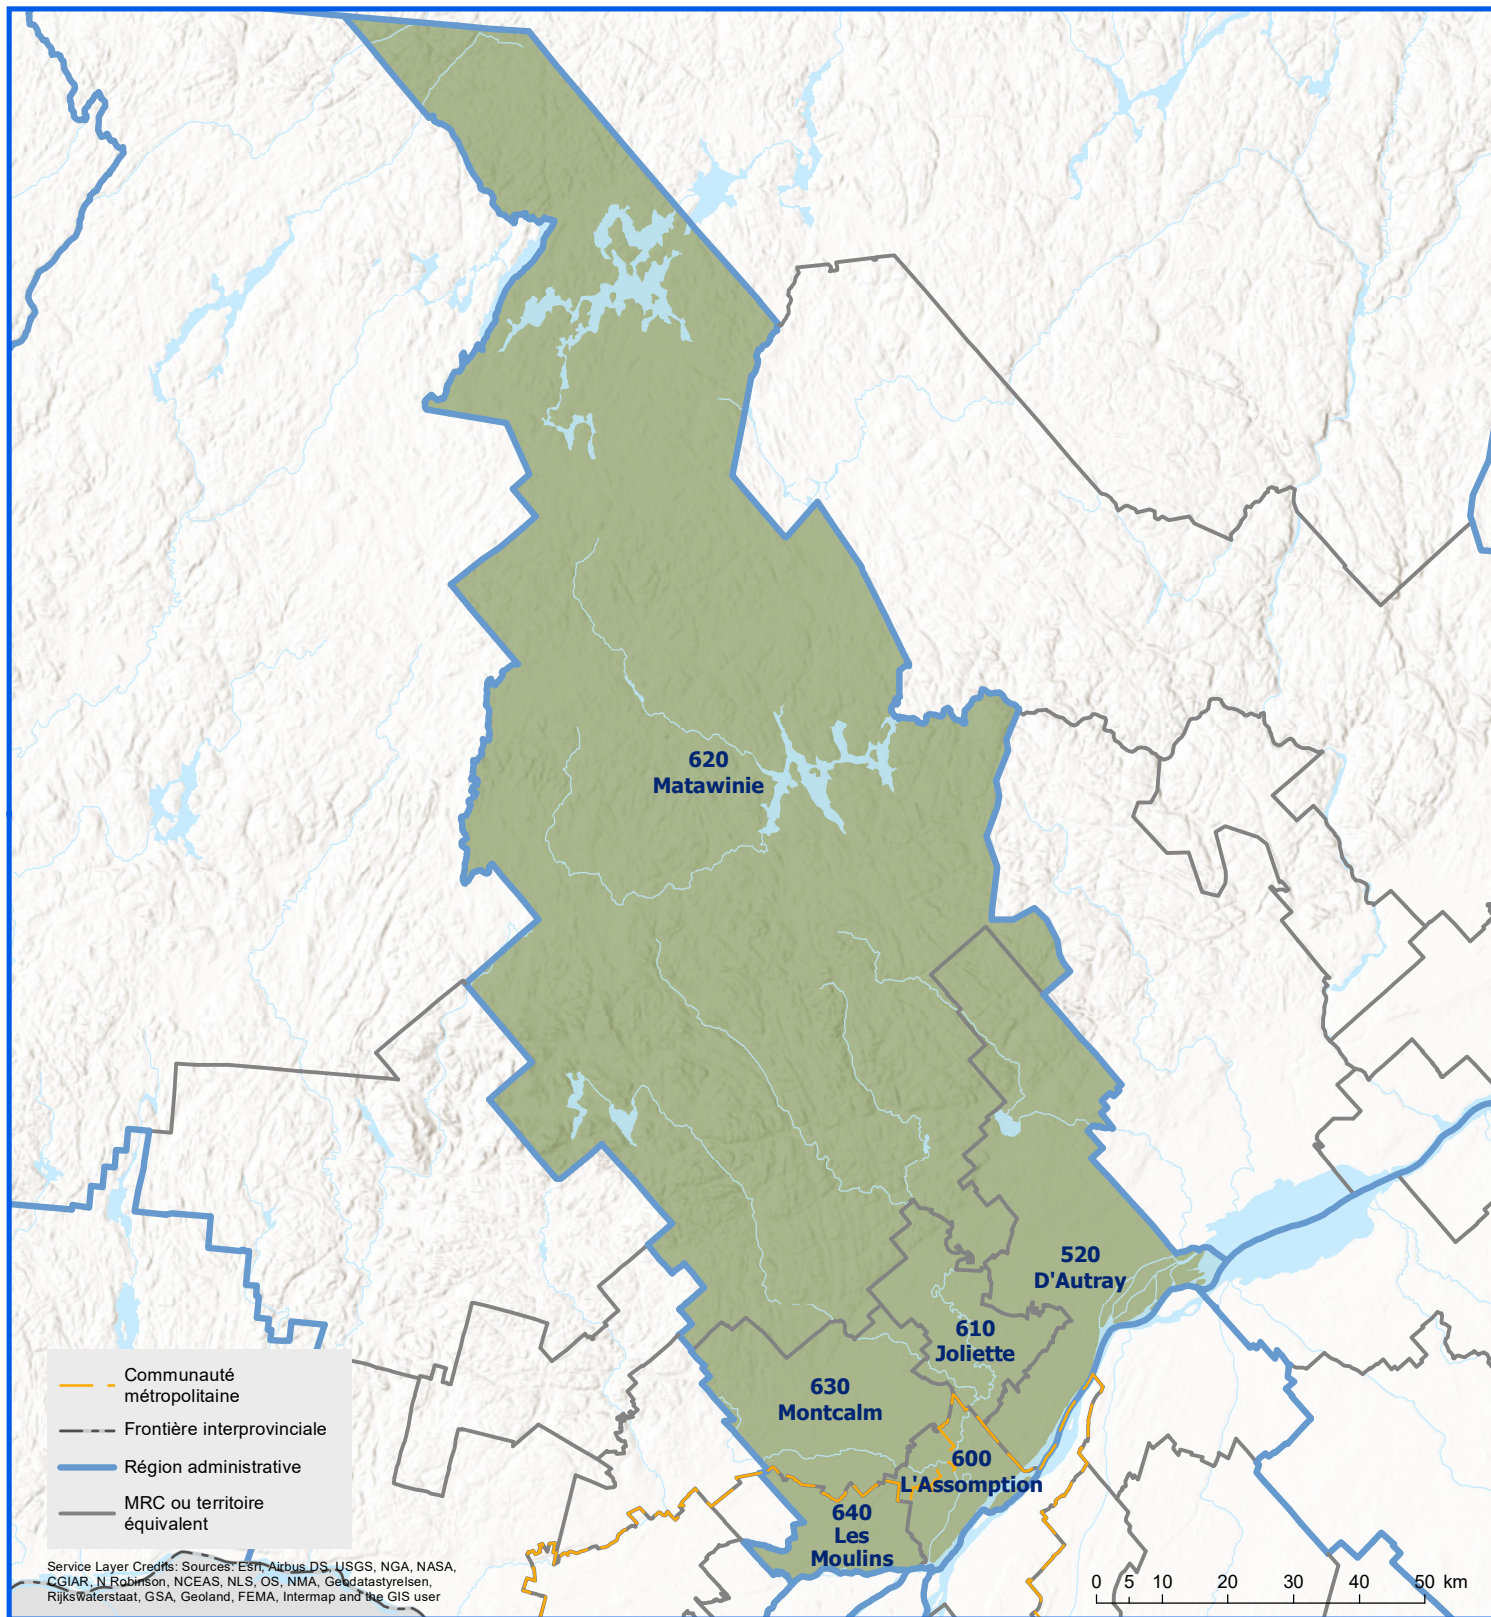 620
Matawinie
520
D'Autray
610
Joliette
630
Montcalm
600
L'Assomption
640
Les
Moulins
Communauté
métropolitaine
Frontière interprovinciale
Région administrative
MRC ou territoire
équivalent
Service Layer Credits: Sources: Esri, Airbus DS, USGS, NGA, NASA,
CGIAR, N Robinson, NCEAS, NLS, OS, NMA, Geodatastyrelsen,
Rijkswaterstaat, GSA, Geoland, FEMA, Intermap and the GIS user
0 5 10 20 30 40 50 km